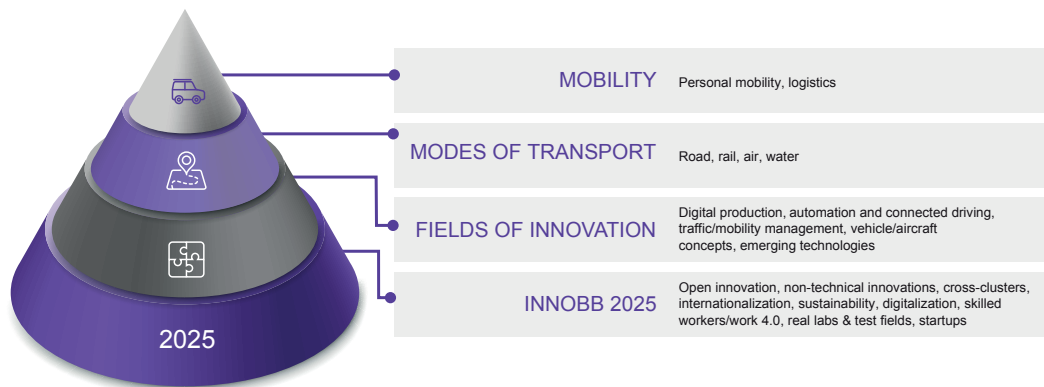 MOBILITY
Personal mobility, logistics
MODES OF TRANSPORT
Road, rail, air, water
FIELDS OF INNOVATION
Digital production, automation and connected driving,
traffic/mobility management, vehicle/aircraft
concepts, emerging technologies
INNOBB 2025
Open innovation, non-technical innovations, cross-clusters,
internationalization, sustainability, digitalization, skilled
workers/work 4.0, real labs & test fields, startups
2025